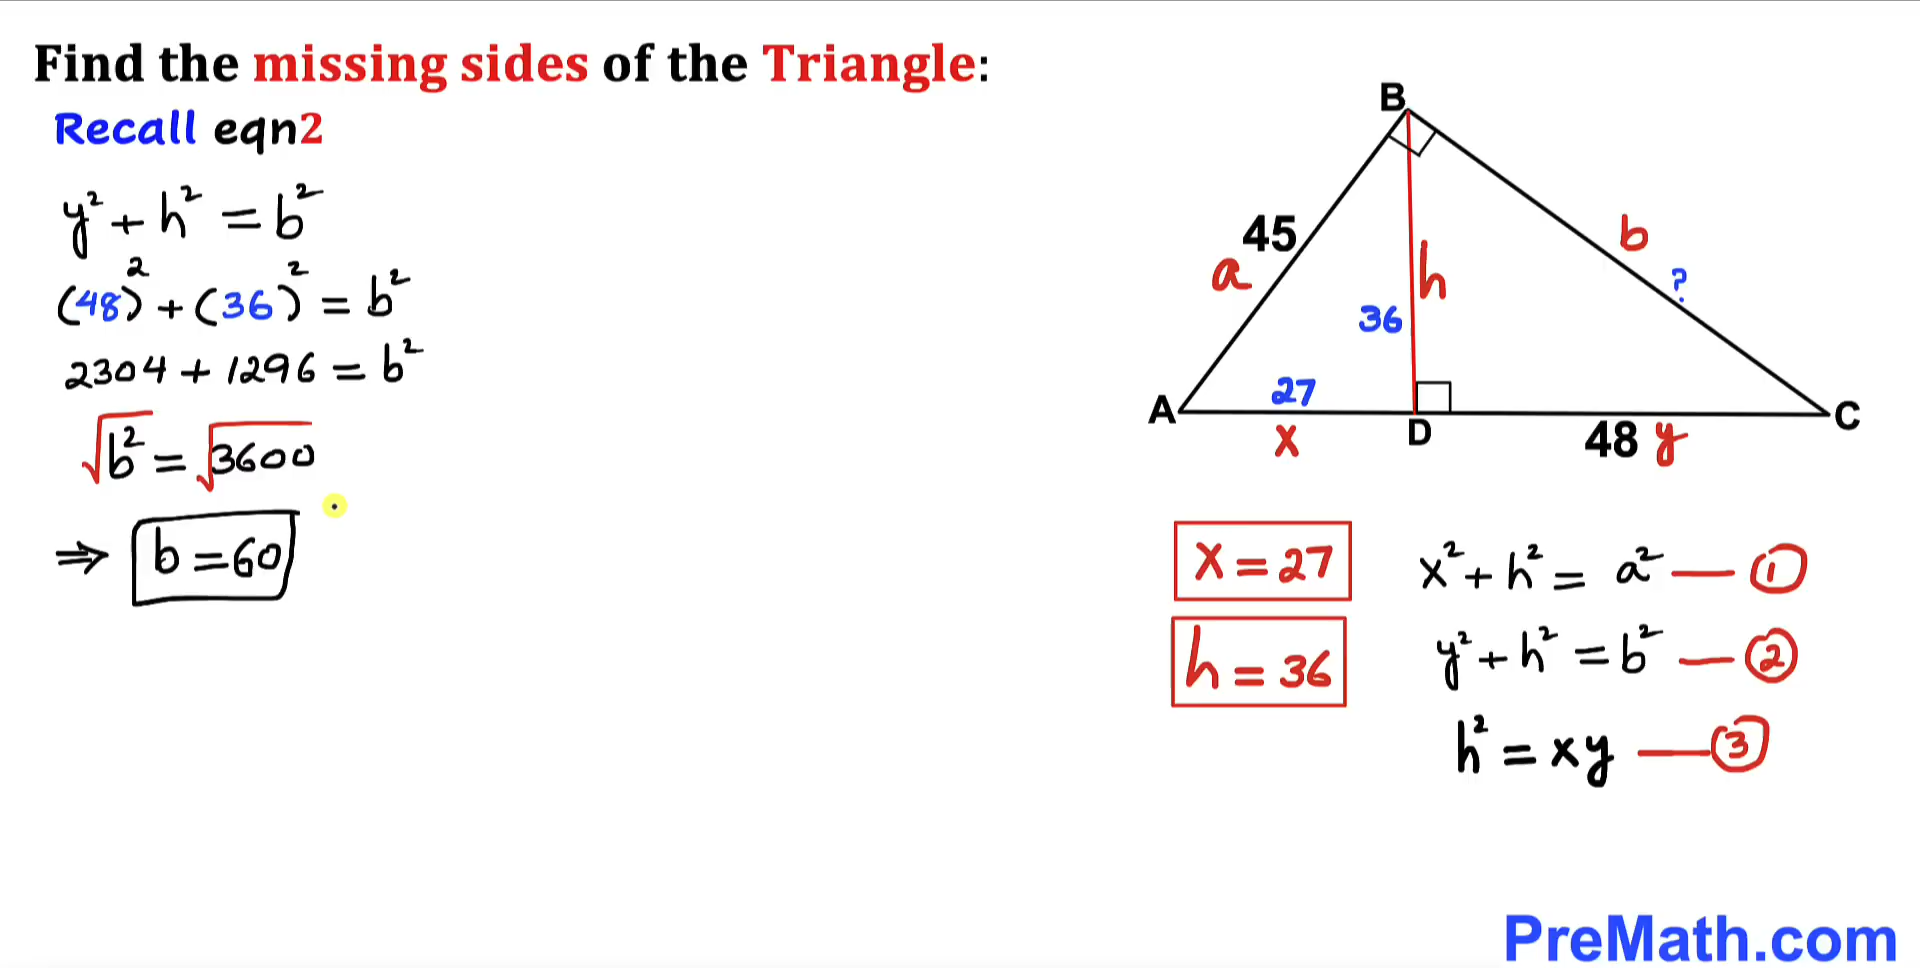 Find the missing sides of the Triangle:
Recall eqn2
y² + h² = b²
(48)² + (36)² = b²
2304 + 1296 = b²
√b² = √3600
⇒ b = 60
B
45
a
h
b
?
36
A
27
x
D
48 y
C
x = 27
h = 36
x² + h² = a² — ①
y² + h² = b² — ②
h² = xy — ③
PreMath.com